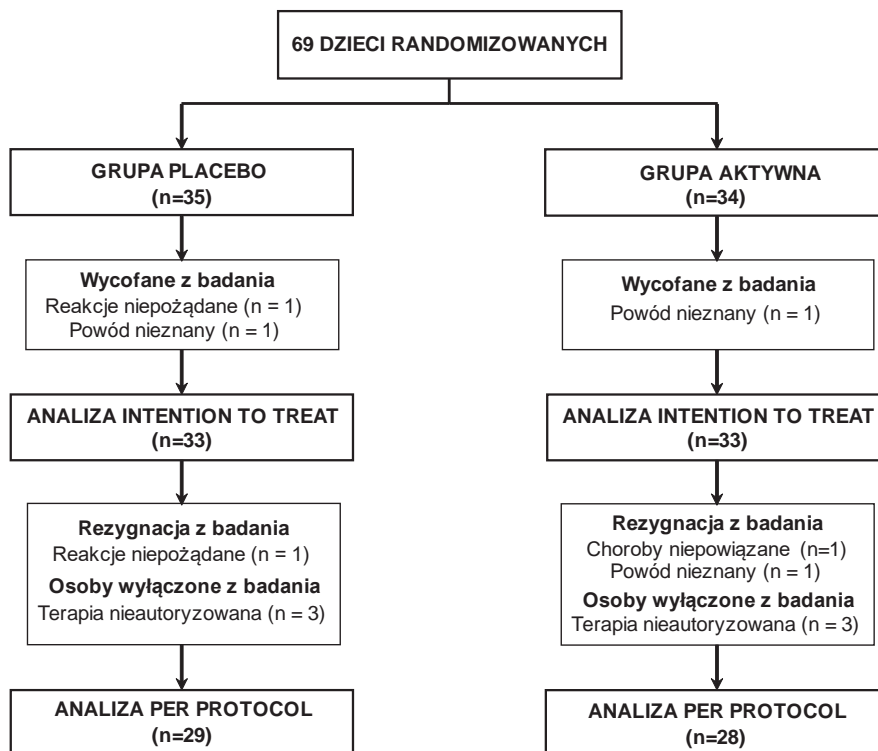 69 DZIECI RANDOMIZOWANYCH
GRUPA PLACEBO
(n=35)
GRUPA AKTYWNA
(n=34)
Wycofane z badania
Reakcje niepożądane (n = 1)
Powód nieznany (n = 1)
Wycofane z badania
Powód nieznany (n = 1)
ANALIZA INTENTION TO TREAT
(n=33)
ANALIZA INTENTION TO TREAT
(n=33)
Rezygnacja z badania
Reakcje niepożądane (n = 1)
Osoby wyłączone z badania
Terapia nieautoryzowana (n = 3)
Rezygnacja z badania
Choroby niepowiązane (n=1)
Powód nieznany (n = 1)
Osoby wyłączone z badania
Terapia nieautoryzowana (n = 3)
ANALIZA PER PROTOCOL
(n=29)
ANALIZA PER PROTOCOL
(n=28)